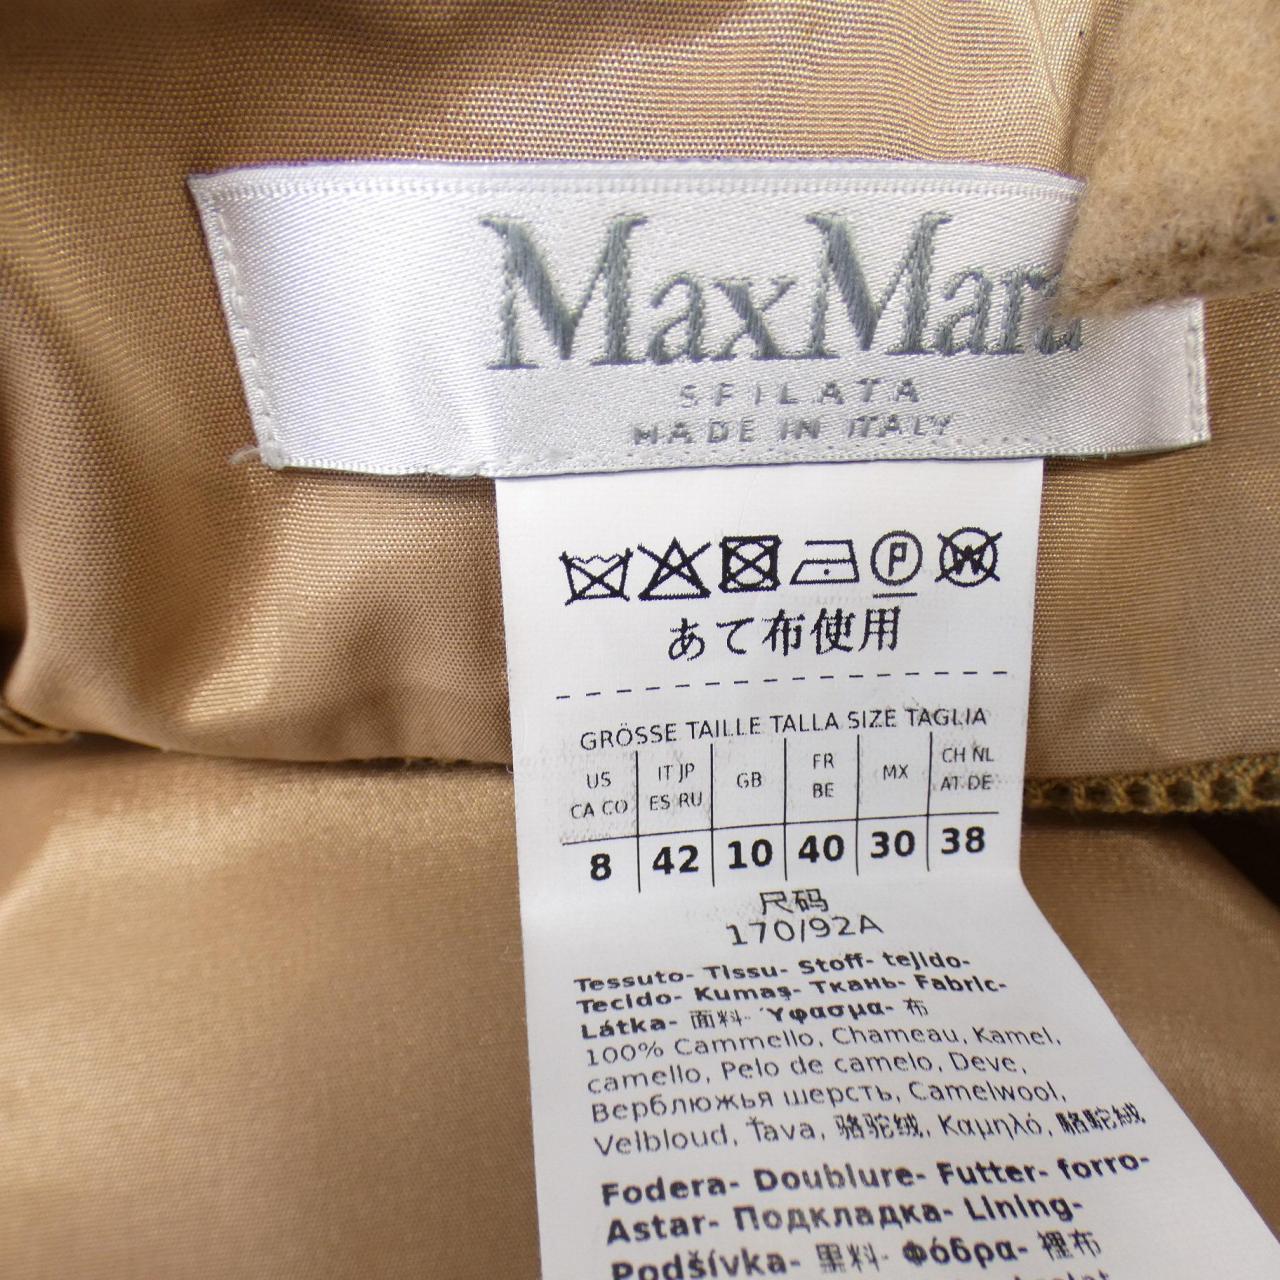 MaxMara
SFILATA
MADE IN ITALY
あて布使用
GRÖSSE TAILLE TALLA SIZE TAGLIA
US CA CO IT JP ES RU GB FR BE MX CH NL AT DE
8 42 10 40 30 38
尺码
170/92A
Tessuto- Tissu- Stoff- tejido-
Tecido- Kumaş- Ткань- Fabric-
Látka- 面料- Ύφασμα- 布
100% Cammello, Chameau, Kamel,
camello, Pelo de camelo, Deve,
Верблюжья шерсть, Camelwool,
Velbloud, Ťava, 骆驼绒, Καμηλό, 駱駝絨
Fodera- Doublure- Futter- forro-
Astar- Подкладка- Lining-
Podšívka- 里料- Φόδρα- 裡布